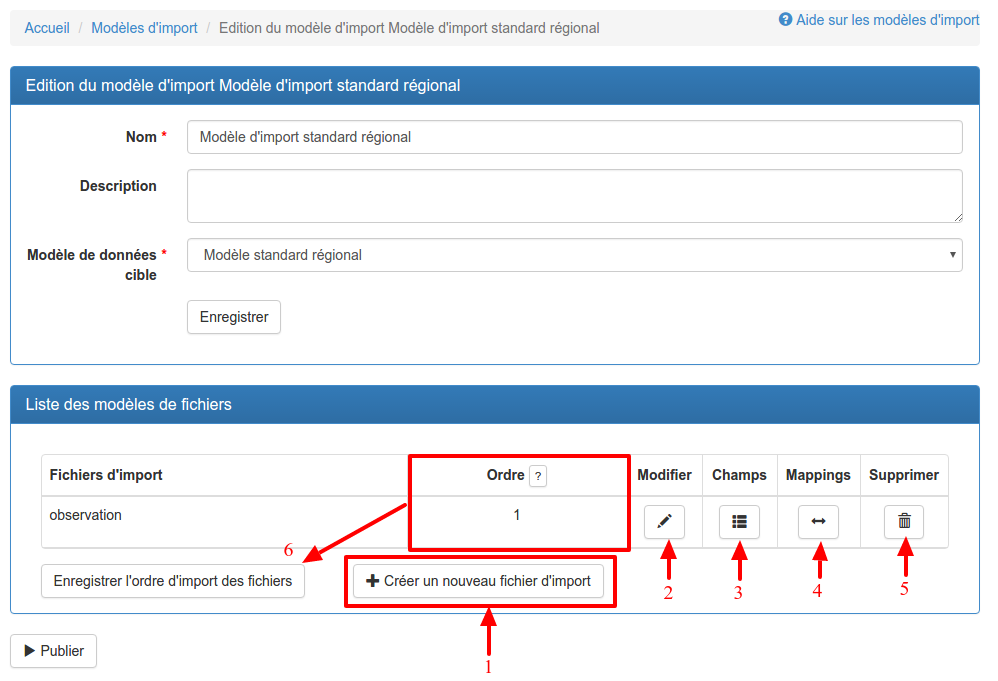 Accueil / Modèles d'import / Edition du modèle d'import Modèle d'import standard régional
? Aide sur les modèles d'import
Edition du modèle d'import Modèle d'import standard régional
Nom * Modèle d'import standard régional
Description
Modèle de données * Modèle standard régional
cible
Enregistrer
Liste des modèles de fichiers
Fichiers d'import Ordre ? Modifier Champs Mappings Supprimer
observation 1
6
Enregistrer l'ordre d'import des fichiers Créer un nouveau fichier d'import
2 3 4 5
Publier
1